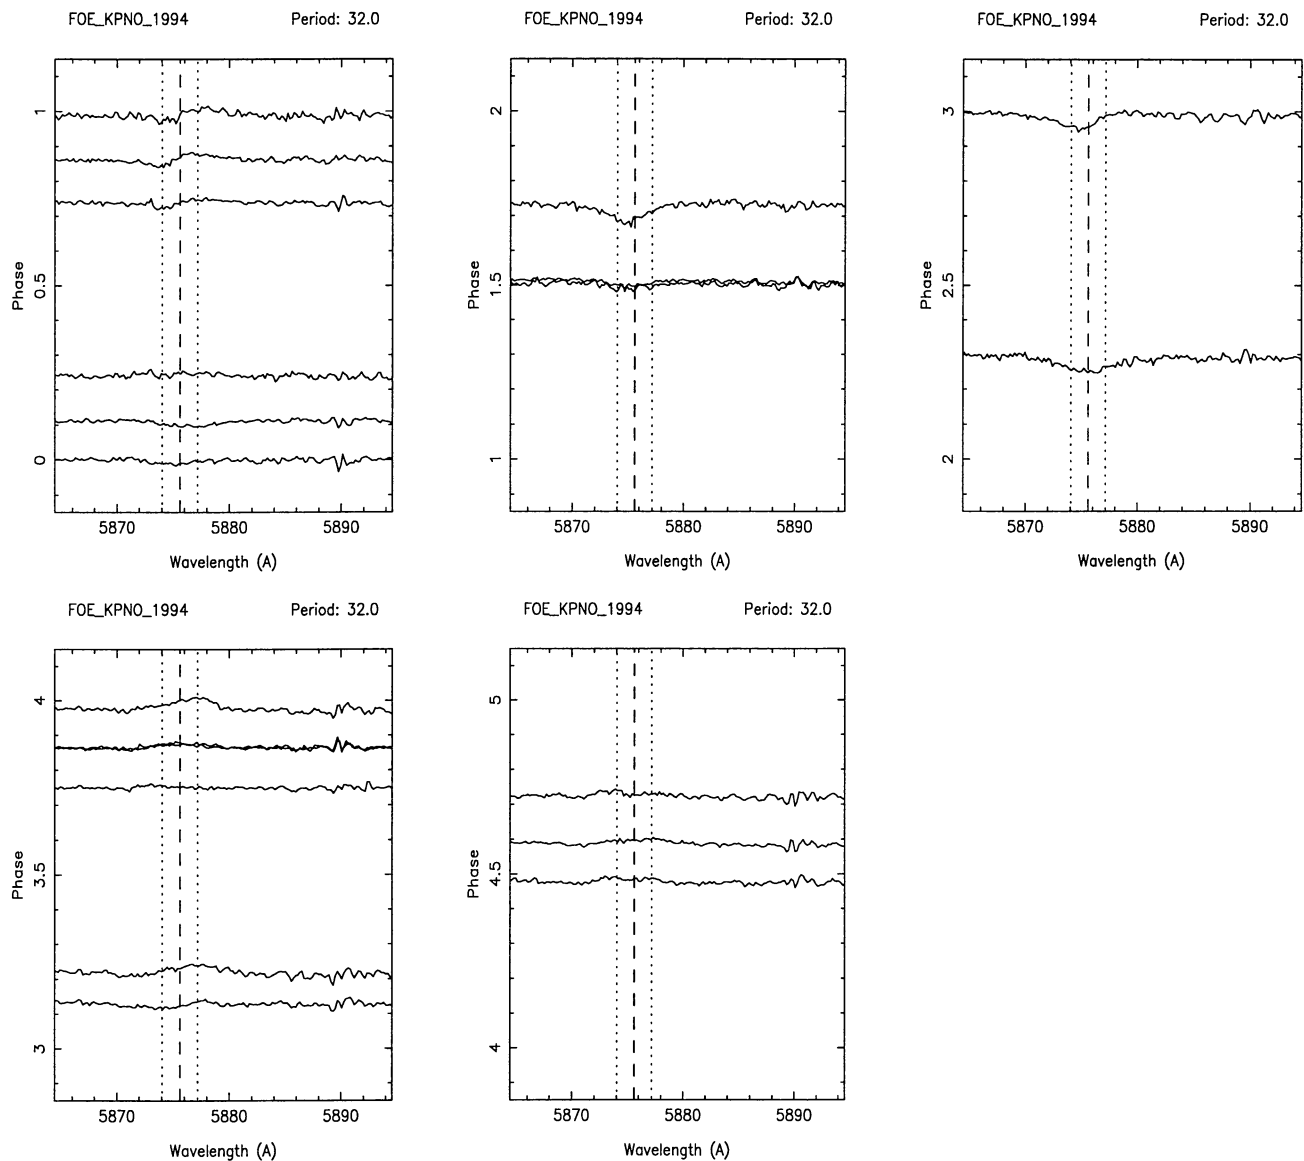 FOE_KPNO_1994 Period: 32.0
Phase
1
0.5
0
5870 5880 5890
Wavelength (A)
FOE_KPNO_1994 Period: 32.0
Phase
2
1.5
1
5870 5880 5890
Wavelength (A)
FOE_KPNO_1994 Period: 32.0
Phase
3
2.5
2
5870 5880 5890
Wavelength (A)
FOE_KPNO_1994 Period: 32.0
Phase
4
3.5
3
5870 5880 5890
Wavelength (A)
FOE_KPNO_1994 Period: 32.0
Phase
5
4.5
4
5870 5880 5890
Wavelength (A)